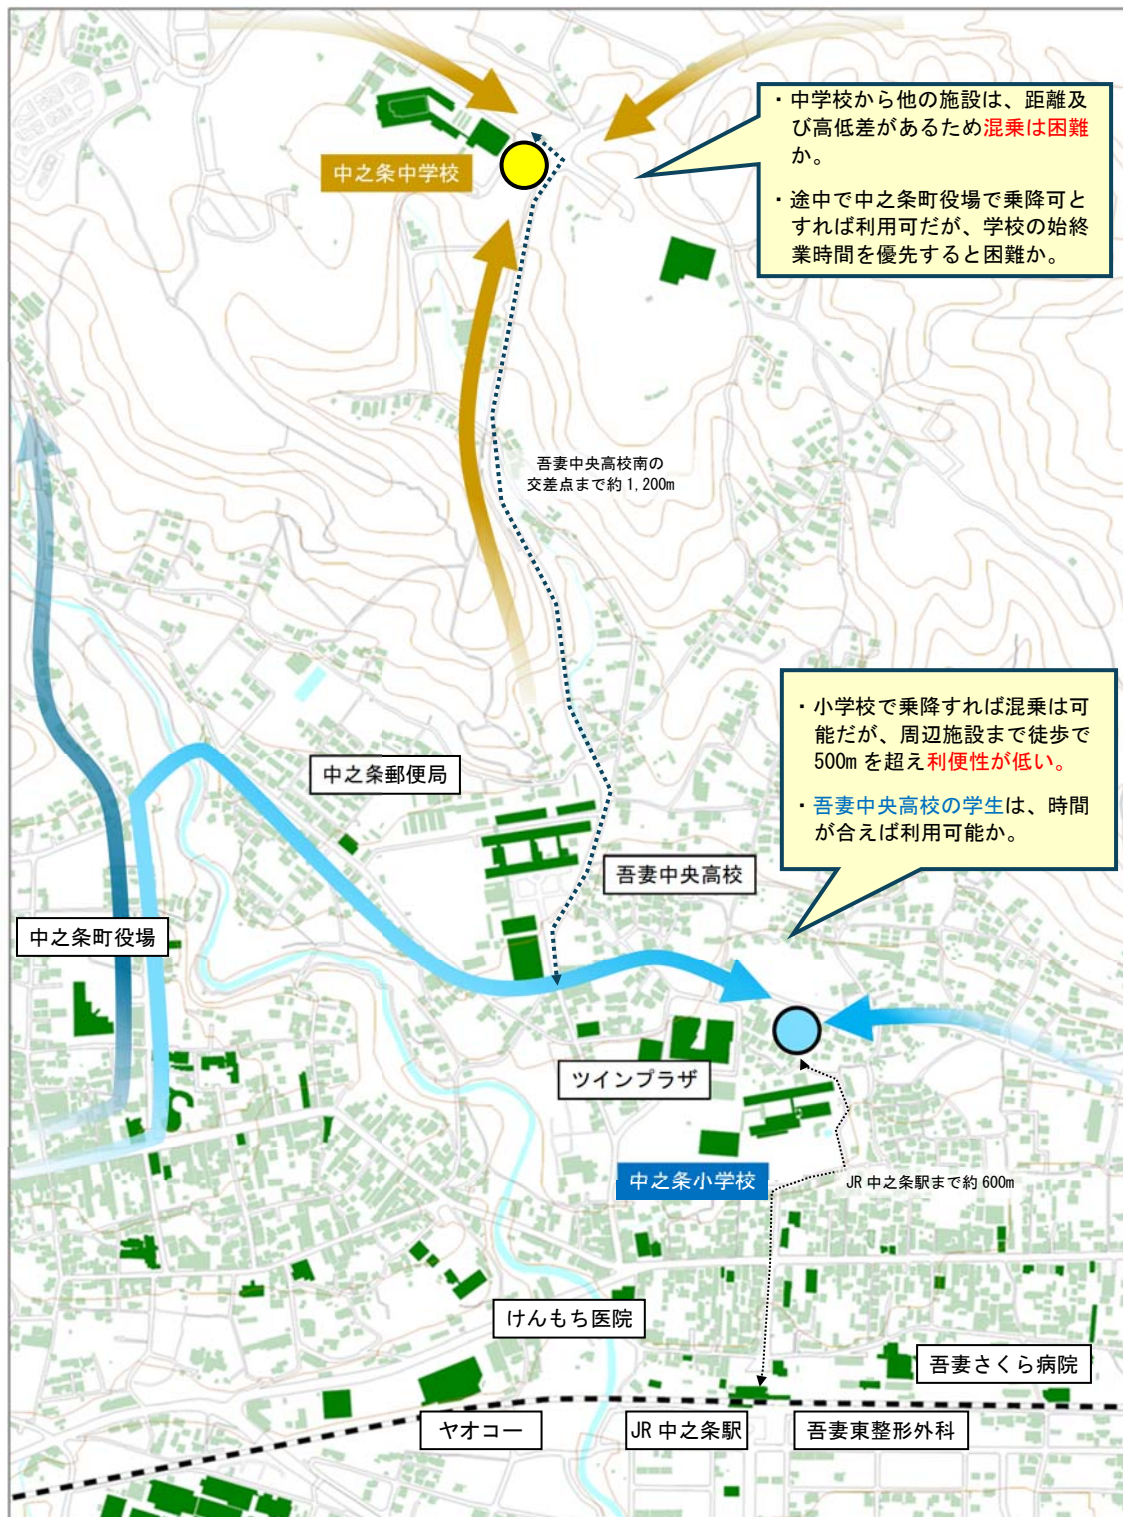 ・中学校から他の施設は、距離及
び高低差があるため混乗は困難
か。
・途中で中之条町役場で乗降可と
すれば利用可だが、学校の始終
業時間を優先すると困難か。
中之条中学校
吾妻中央高校南の
交差点まで約1,200m
・小学校で乗降すれば混乗は可
能だが、周辺施設まで徒歩で
500mを超え利便性が低い。
・吾妻中央高校の学生は、時間
が合えば利用可能か。
中之条郵便局
吾妻中央高校
中之条町役場
ツインプラザ
中之条小学校
JR中之条駅まで約600m
けんもち医院
吾妻さくら病院
ヤオコー
JR中之条駅
吾妻東整形外科